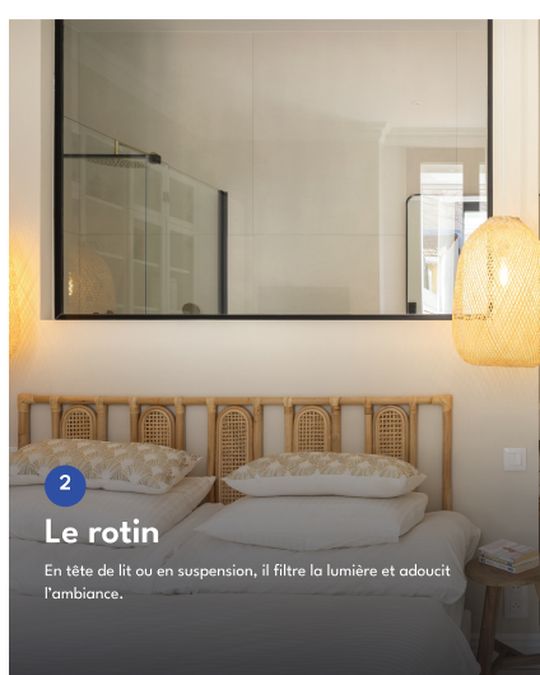 2
Le rotin
En tête de lit ou en suspension, il filtre la lumière et adoucit
l’ambiance.